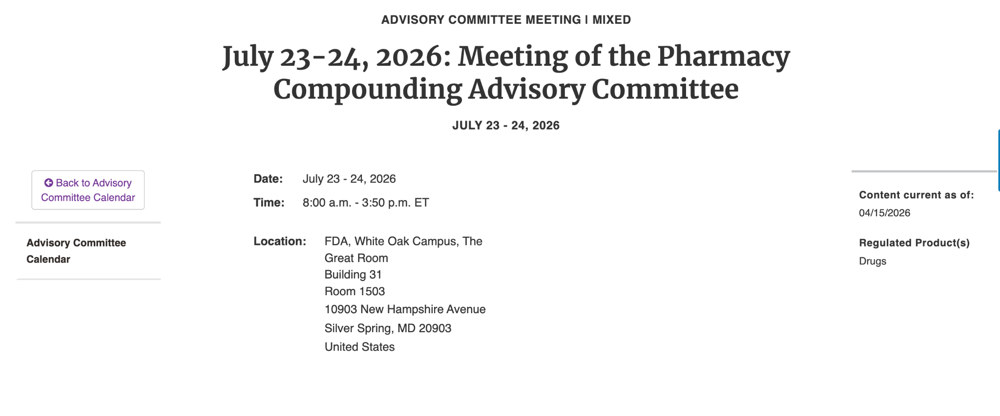 ADVISORY COMMITTEE MEETING | MIXED
July 23-24, 2026: Meeting of the Pharmacy
Compounding Advisory Committee
JULY 23 - 24, 2026
Back to Advisory
Committee Calendar
Advisory Committee
Calendar
Date: July 23 - 24, 2026
Time: 8:00 a.m. - 3:50 p.m. ET
Location: FDA, White Oak Campus, The
Great Room
Building 31
Room 1503
10903 New Hampshire Avenue
Silver Spring, MD 20903
United States
Content current as of:
04/15/2026
Regulated Product(s)
Drugs